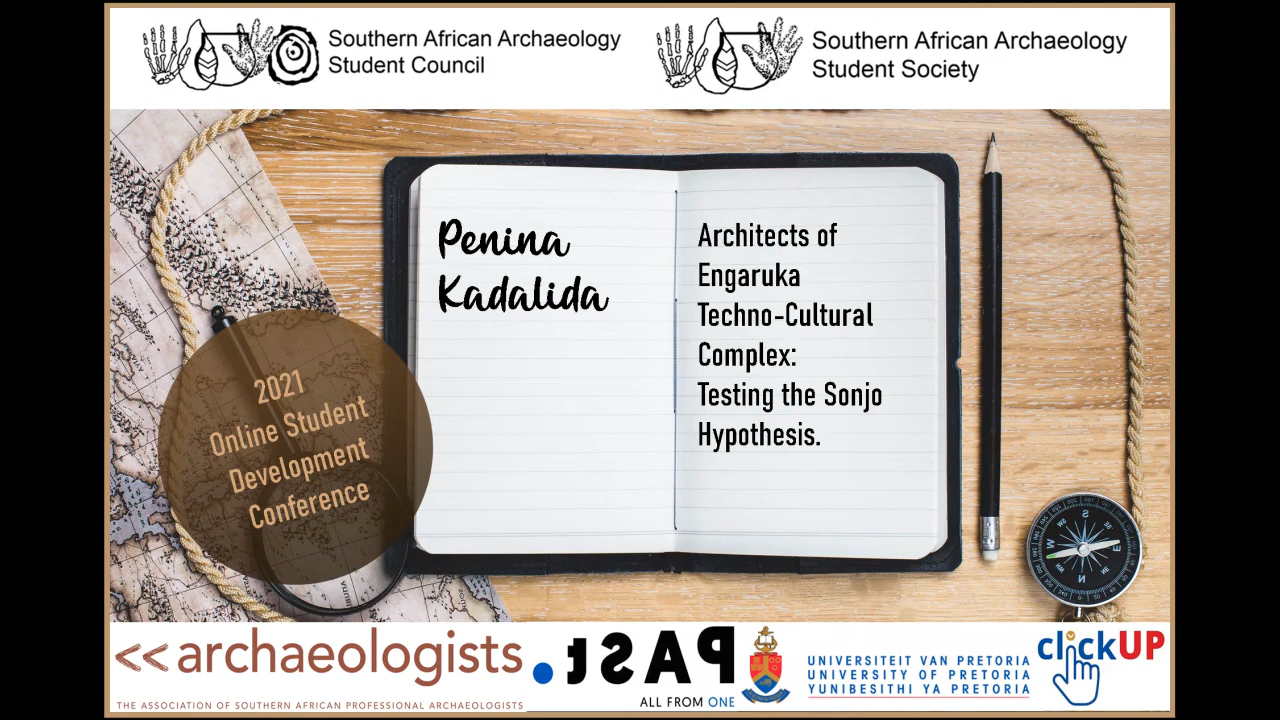 Southern African Archaeology
Student Council
Southern African Archaeology
Student Society
Penina
Kadalida
Architects of
Engaruka
Techno-Cultural
Complex:
Testing the Sonjo
Hypothesis.
2021
Online Student
Development
Conference
<<archaeologists
THE ASSOCIATION OF SOUTHERN AFRICAN PROFESSIONAL ARCHAEOLOGISTS
.PASt
ALL FROM ONE
UNIVERSITEIT VAN PRETORIA
UNIVERSITY OF PRETORIA
YUNIBESITHI YA PRETORIA
clickUP
S
E
N
W